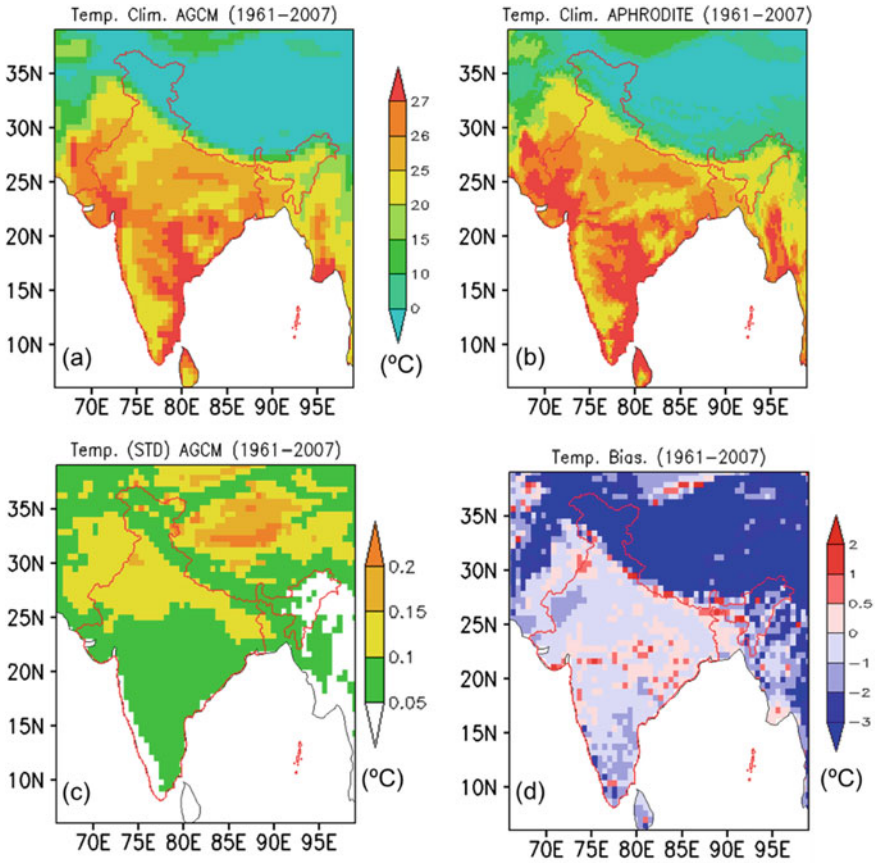 Temp. Clim. AGCM (1961-2007)
35N
30N
25N
20N
15N
10N
70E 75E 80E 85E 90E 95E
(a)
27
26
25
20
15
10
0
(ºC)
Temp. Clim. APHRODITE (1961-2007)
35N
30N
25N
20N
15N
10N
70E 75E 80E 85E 90E 95E
(b)
Temp. (STD) AGCM (1961-2007)
35N
30N
25N
20N
15N
10N
70E 75E 80E 85E 90E 95E
(c)
0.2
0.15
0.1
0.05
(ºC)
Temp. Bias. (1961-2007)
35N
30N
25N
20N
15N
10N
70E 75E 80E 85E 90E 95E
(d)
2
1
0.5
0
-1
-2
-3
(ºC)